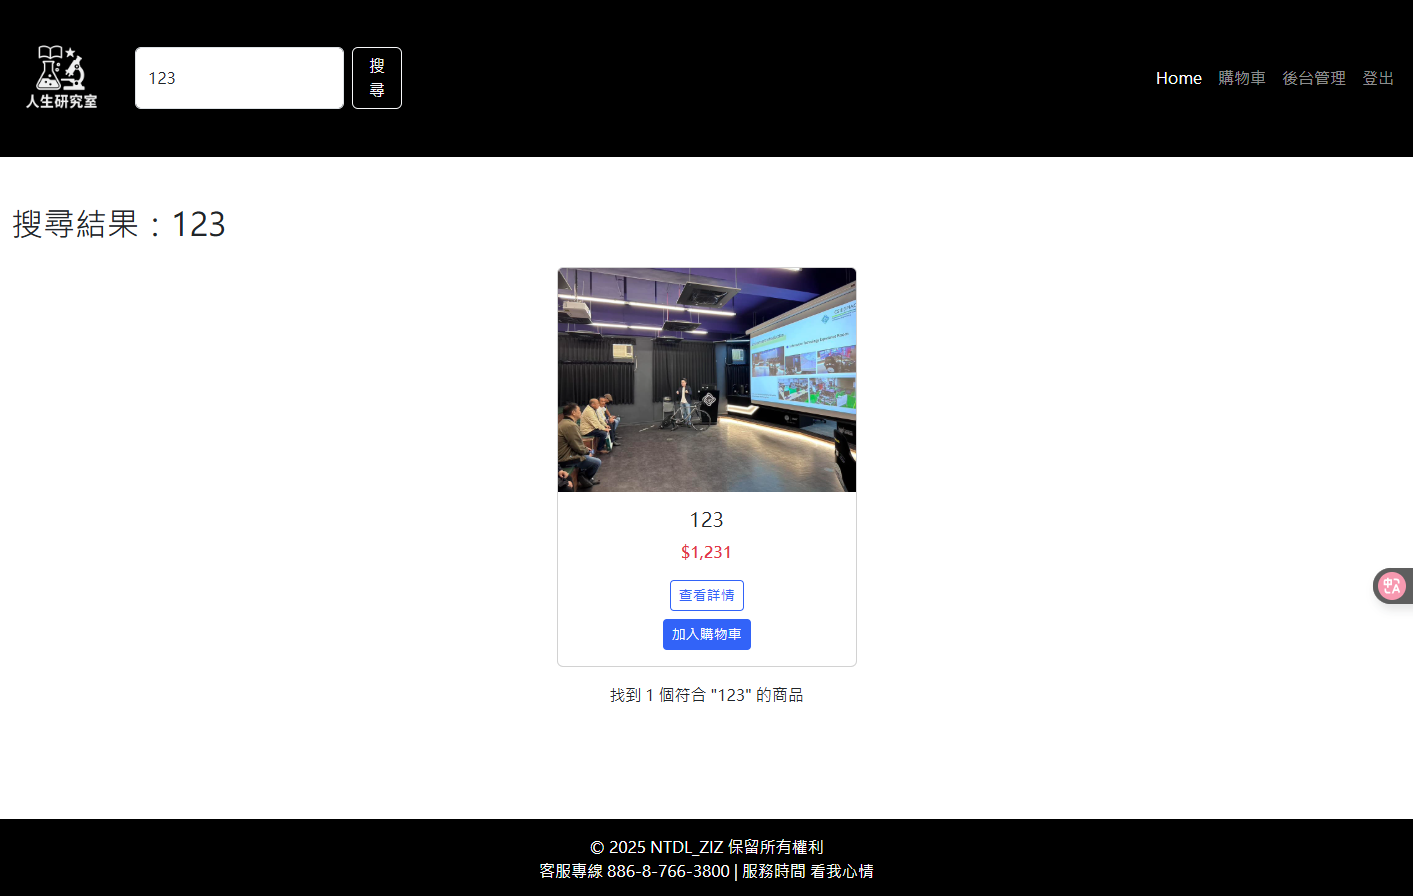 人生研究室
123
搜
尋
Home 購物車 後台管理 登出
搜尋結果：123
123
$1,231
查看詳情
加入購物車
找到 1 個符合 "123" 的商品
© 2025 NTDL_ZIZ 保留所有權利
客服專線 886-8-766-3800 | 服務時間 看我心情